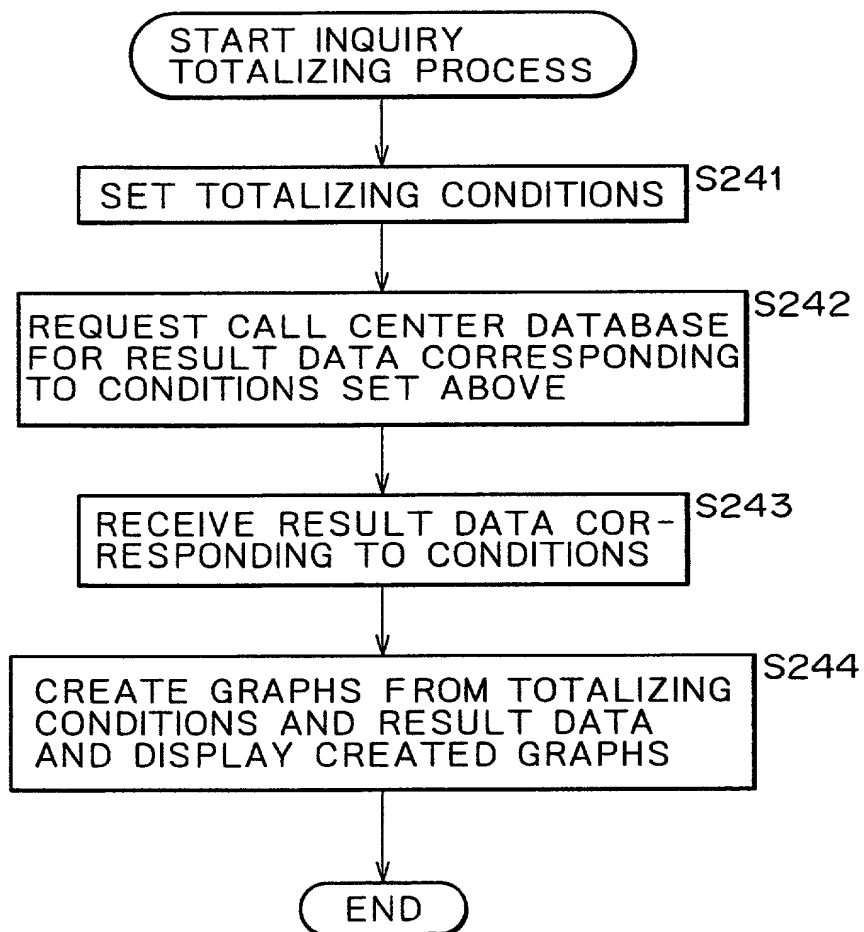 START INQUIRY
TOTALIZING PROCESS
SET TOTALIZING CONDITIONS
S241
REQUEST CALL CENTER DATABASE
FOR RESULT DATA CORRESPONDING
TO CONDITIONS SET ABOVE
S242
RECEIVE RESULT DATA COR-
RESPONDING TO CONDITIONS
S243
CREATE GRAPHS FROM TOTALIZING
CONDITIONS AND RESULT DATA
AND DISPLAY CREATED GRAPHS
S244
END